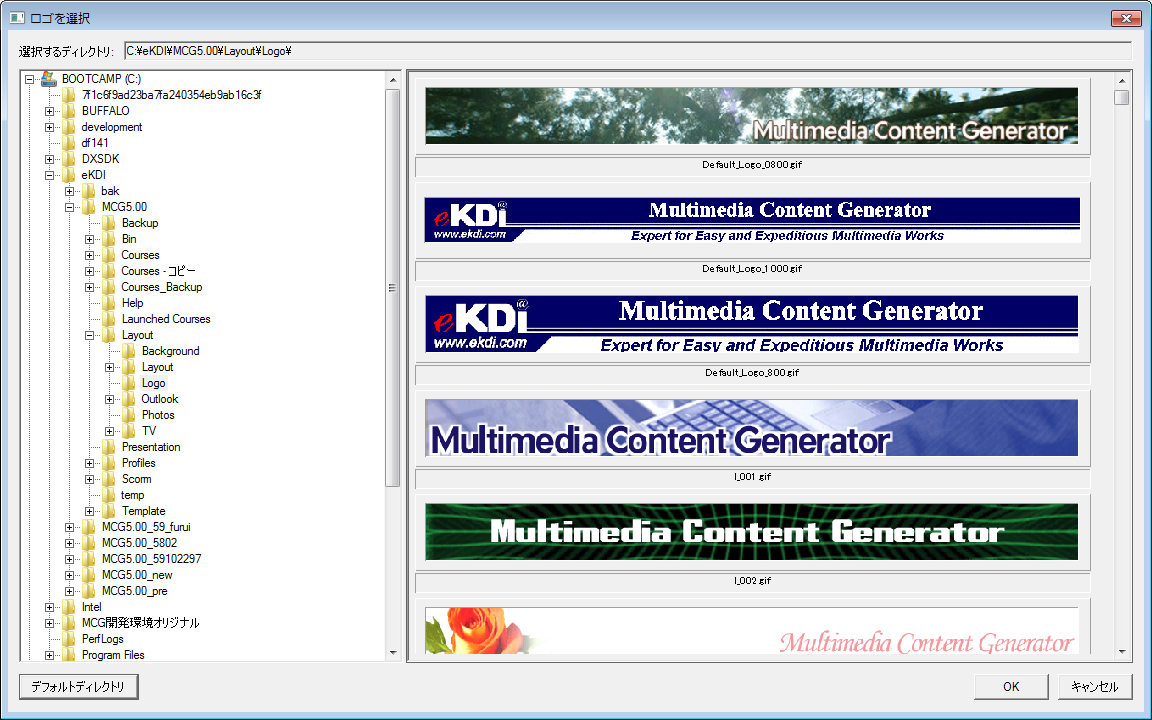 ロゴを選択
選択するディレクトリ: C:¥eKDI¥MCG5.00¥Layout¥Logo¥
BOOTCAMP (C:)
7f1c6f9ad23ba7fa240354eb9ab16c3f
BUFFALO
development
df141
DXSDK
eKDI
bak
MCG5.00
Backup
Bin
Courses
Courses - コピー
Courses_Backup
Help
Launched Courses
Layout
Background
Layout
Logo
Outlook
Photos
TV
Presentation
Profiles
Scorm
temp
Template
MCG5.00_59_furui
MCG5.00_5802
MCG5.00_59102297
MCG5.00_new
MCG5.00_pre
Intel
MCG開発環境オリジナル
PerfLogs
Program Files
Multimedia Content Generator
Default_Logo_0800.gif
eKDi@
Multimedia Content Generator
www.ekdi.com
Expert for Easy and Expeditious Multimedia Works
Default_Logo_1000.gif
eKDi@
Multimedia Content Generator
www.ekdi.com
Expert for Easy and Expeditious Multimedia Works
Default_Logo_800.gif
Multimedia Content Generator
l_001.gif
Multimedia Content Generator
l_002.gif
Multimedia Content Generator
デフォルトディレクトリ
OK
キャンセル